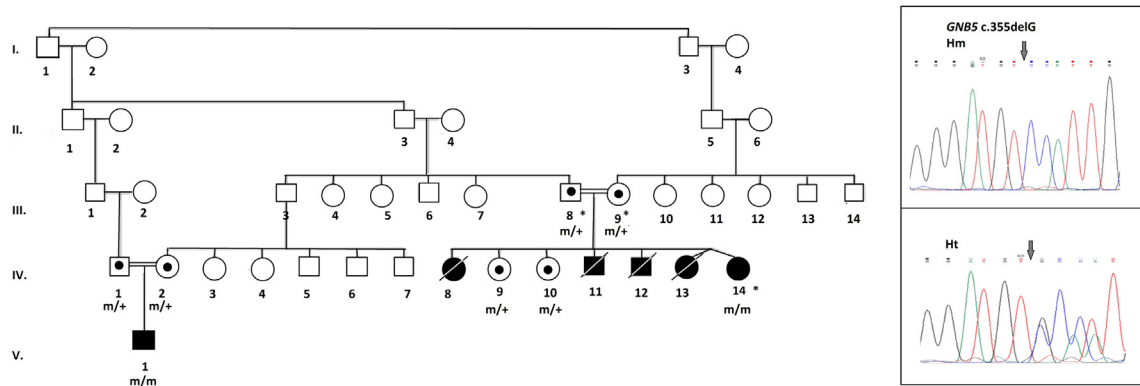 I.
1 2 3 4
II.
1 2 3 4 5 6
III.
1 2 3 4 5 6 7 8 * 9 * 10 11 12 13 14
m/+ m/+
IV.
1 2 3 4 5 6 7 8 9 10 11 12 13 14 *
m/+ m/+ m/+ m/+ m/m
V.
1
m/m
GNB5 c.355delG
Hm
Ht